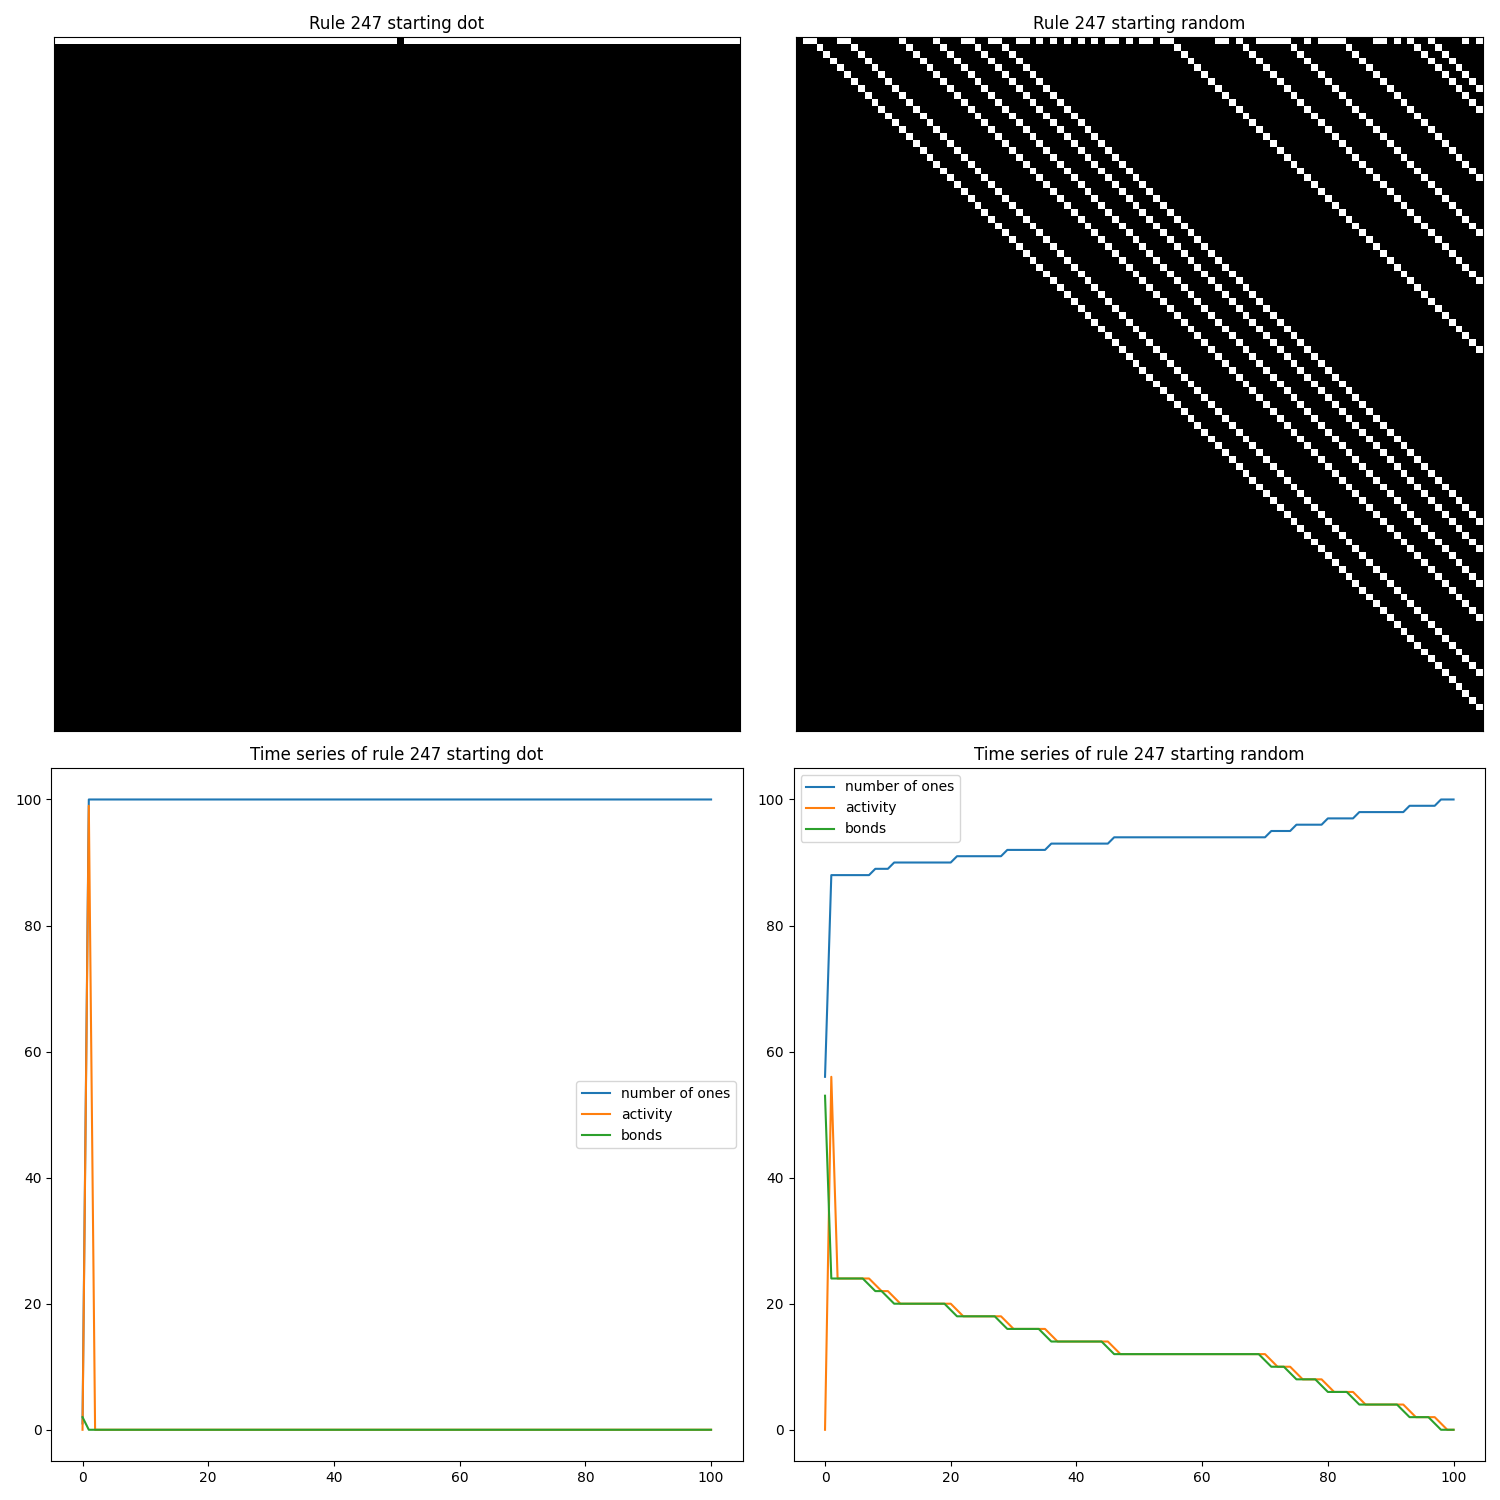 Rule 247 starting dot
Rule 247 starting random
Time series of rule 247 starting dot
100
80
60
40
20
0
number of ones
activity
bonds
0 20 40 60 80 100
Time series of rule 247 starting random
number of ones
activity
bonds
100
80
60
40
20
0
0 20 40 60 80 100